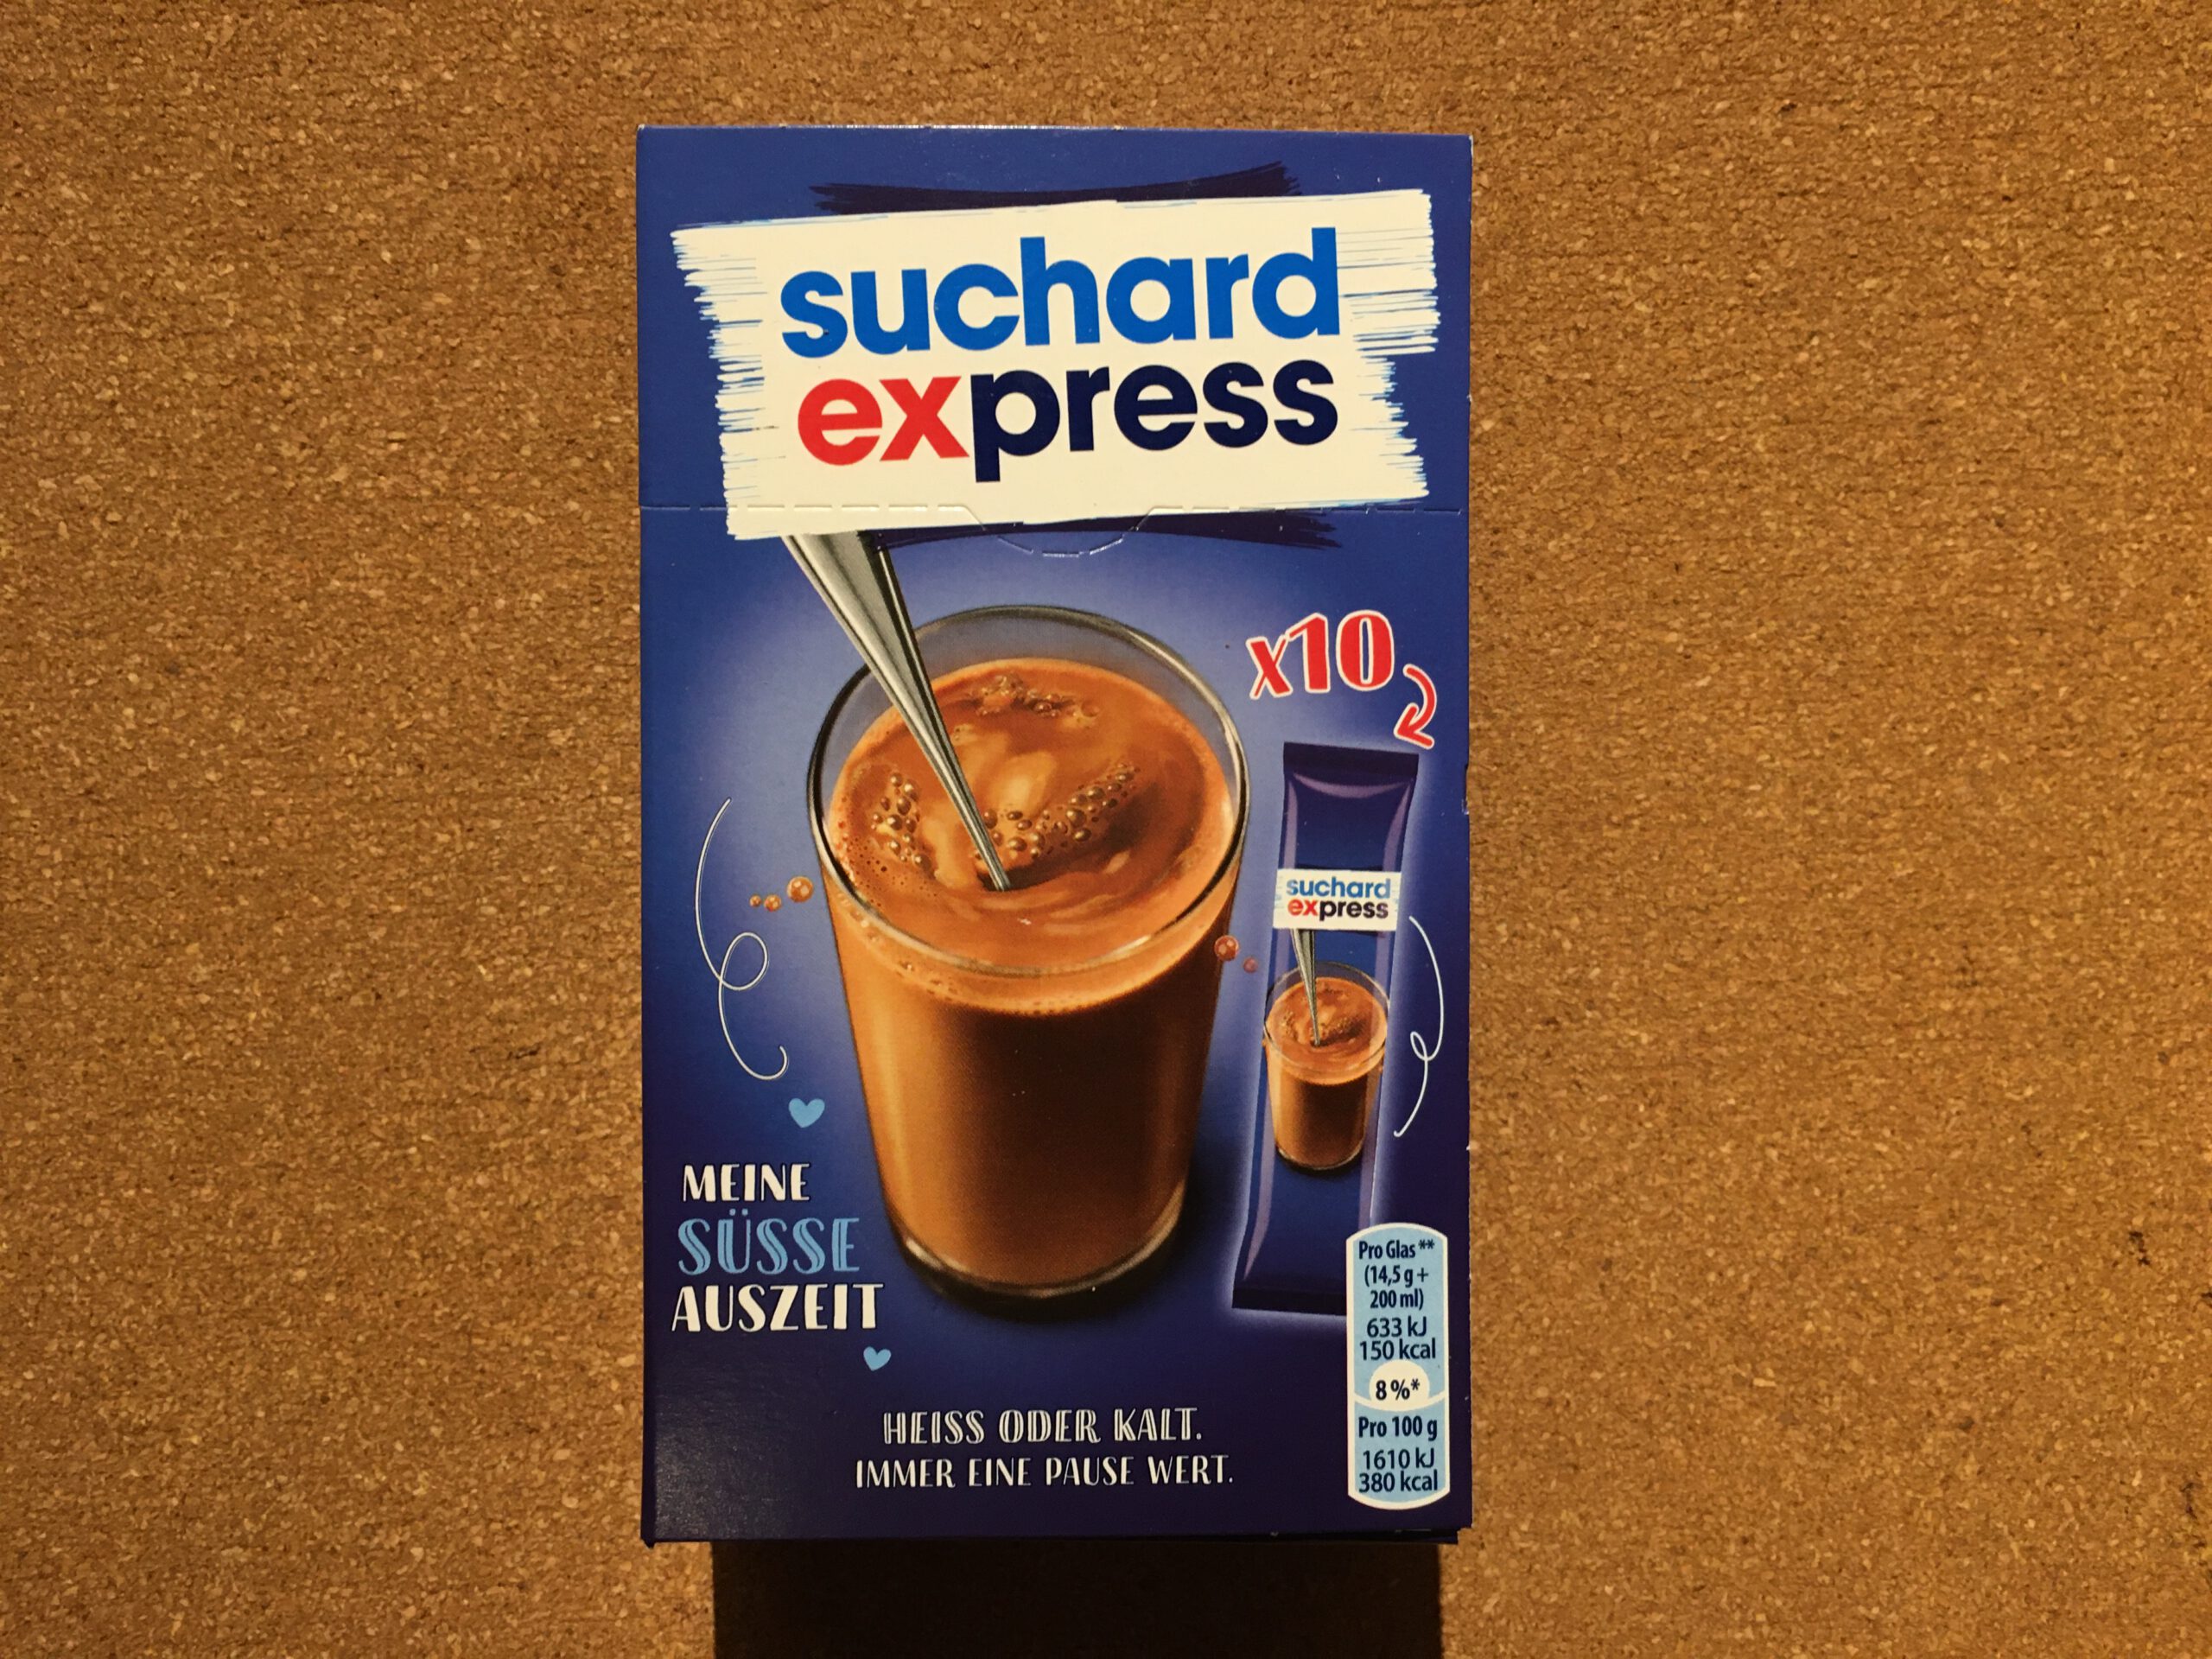 suchard
express
x10
suchard
express
MEINE
SÜSSE
AUSZEIT
HEISS ODER KALT.
IMMER EINE PAUSE WERT.
Pro Glas**
(14,5 g +
200 ml)
633 kJ
150 kcal
8%*
Pro 100 g
1610 kJ
380 kcal